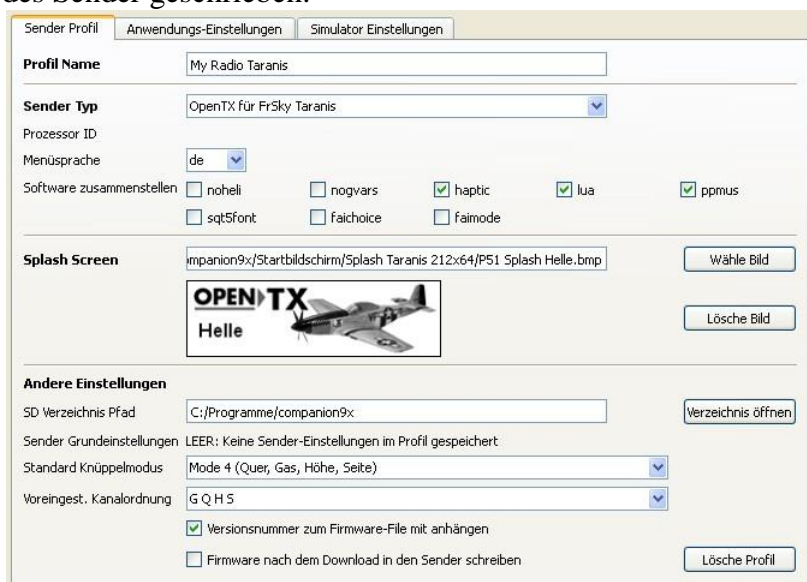 des Sender geschrieben.
Sender Profil Anwendungs-Einstellungen Simulator Einstellungen
Profil Name My Radio Taranis
Sender Typ OpenTX für FrSky Taranis
Prozessor ID
Menüsprache de
Software zusammenstellen noheli nogvars haptic lua ppmus
sqt5font faichoice faimode
Splash Screen ompanion9x/Startbildschirm/Splash Taranis 212x64/P51 Splash Helle.bmp Wähle Bild
OPEN TX
Helle
Lösche Bild
Andere Einstellungen
SD Verzeichnis Pfad C:/Programme/companion9x Verzeichnis öffnen
Sender Grundeinstellungen LEER: Keine Sender-Einstellungen im Profil gespeichert
Standard Knüppelmodus Mode 4 (Quer, Gas, Höhe, Seite)
Voreingest. Kanalordnung G Q H S
Versionsnummer zum Firmware-File mit anhängen
Firmware nach dem Download in den Sender schreiben Lösche Profil